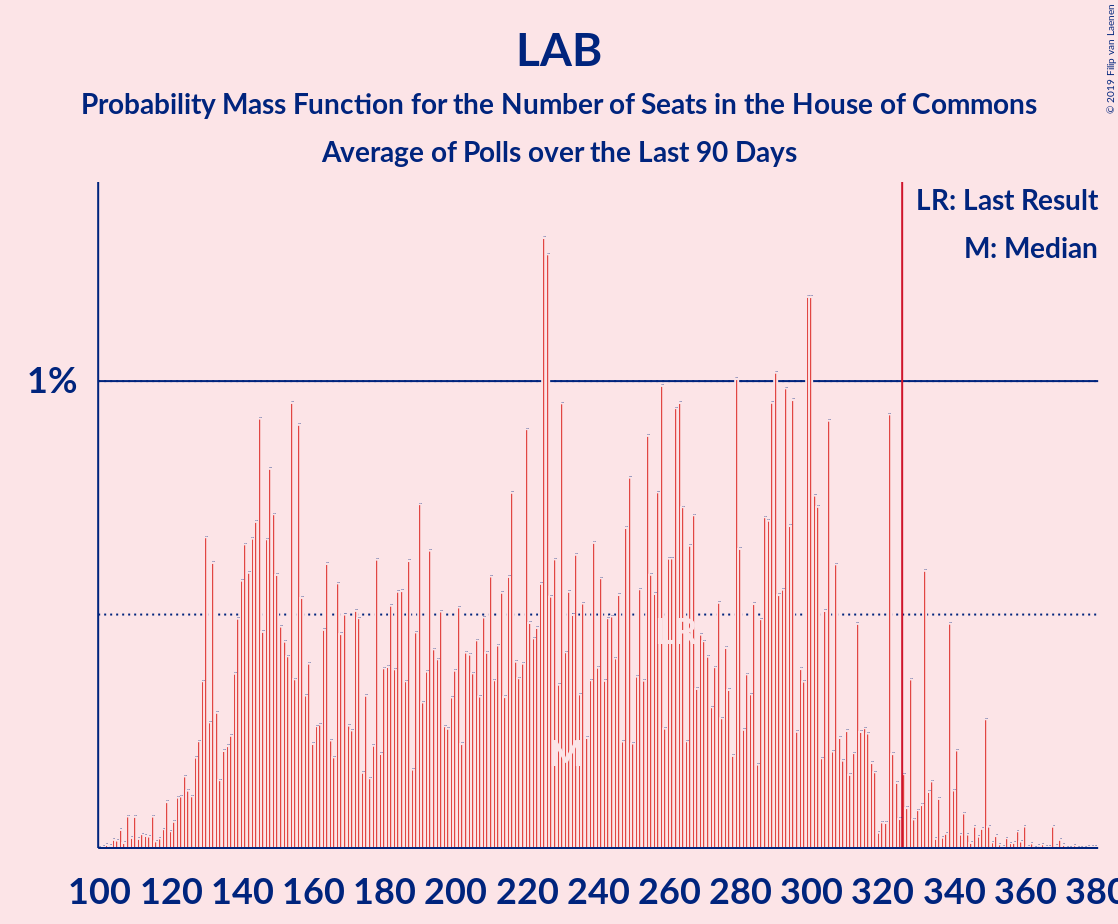 LAB
Probability Mass Function for the Number of Seats in the House of Commons
Average of Polls over the Last 90 Days
© 2019 Filip van Laenen
LR: Last Result
M: Median
1%
LR
M
100 120 140 160 180 200 220 240 260 280 300 320 340 360 380